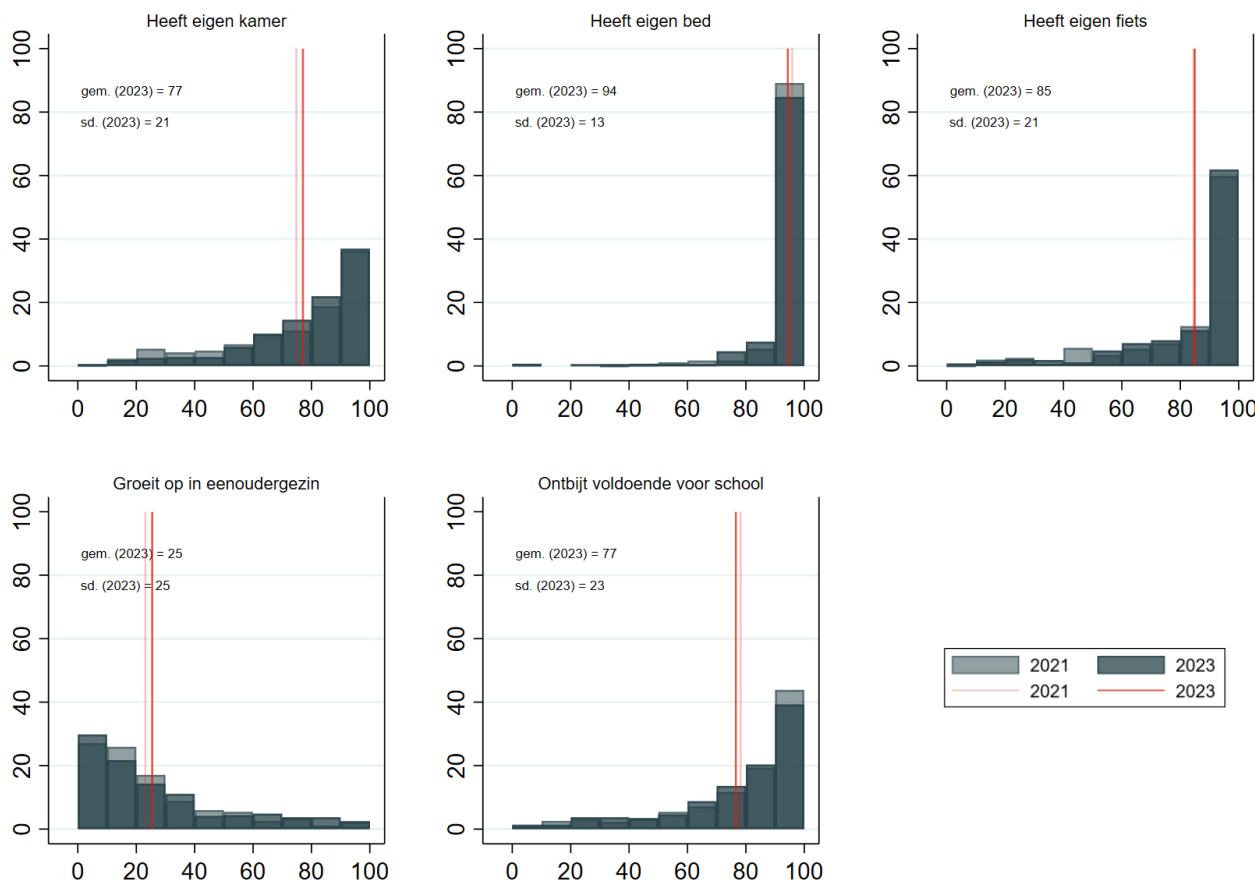 Heeft eigen kamer
gem. (2023) = 77
sd. (2023) = 21
0 20 40 60 80 100
0 20 40 60 80 100
Heeft eigen bed
gem. (2023) = 94
sd. (2023) = 13
0 20 40 60 80 100
0 20 40 60 80 100
Heeft eigen fiets
gem. (2023) = 85
sd. (2023) = 21
0 20 40 60 80 100
0 20 40 60 80 100
Groeit op in eenoudergezin
gem. (2023) = 25
sd. (2023) = 25
0 20 40 60 80 100
0 20 40 60 80 100
Ontbijt voldoende voor school
gem. (2023) = 77
sd. (2023) = 23
0 20 40 60 80 100
0 20 40 60 80 100
2021 2023
2021 2023